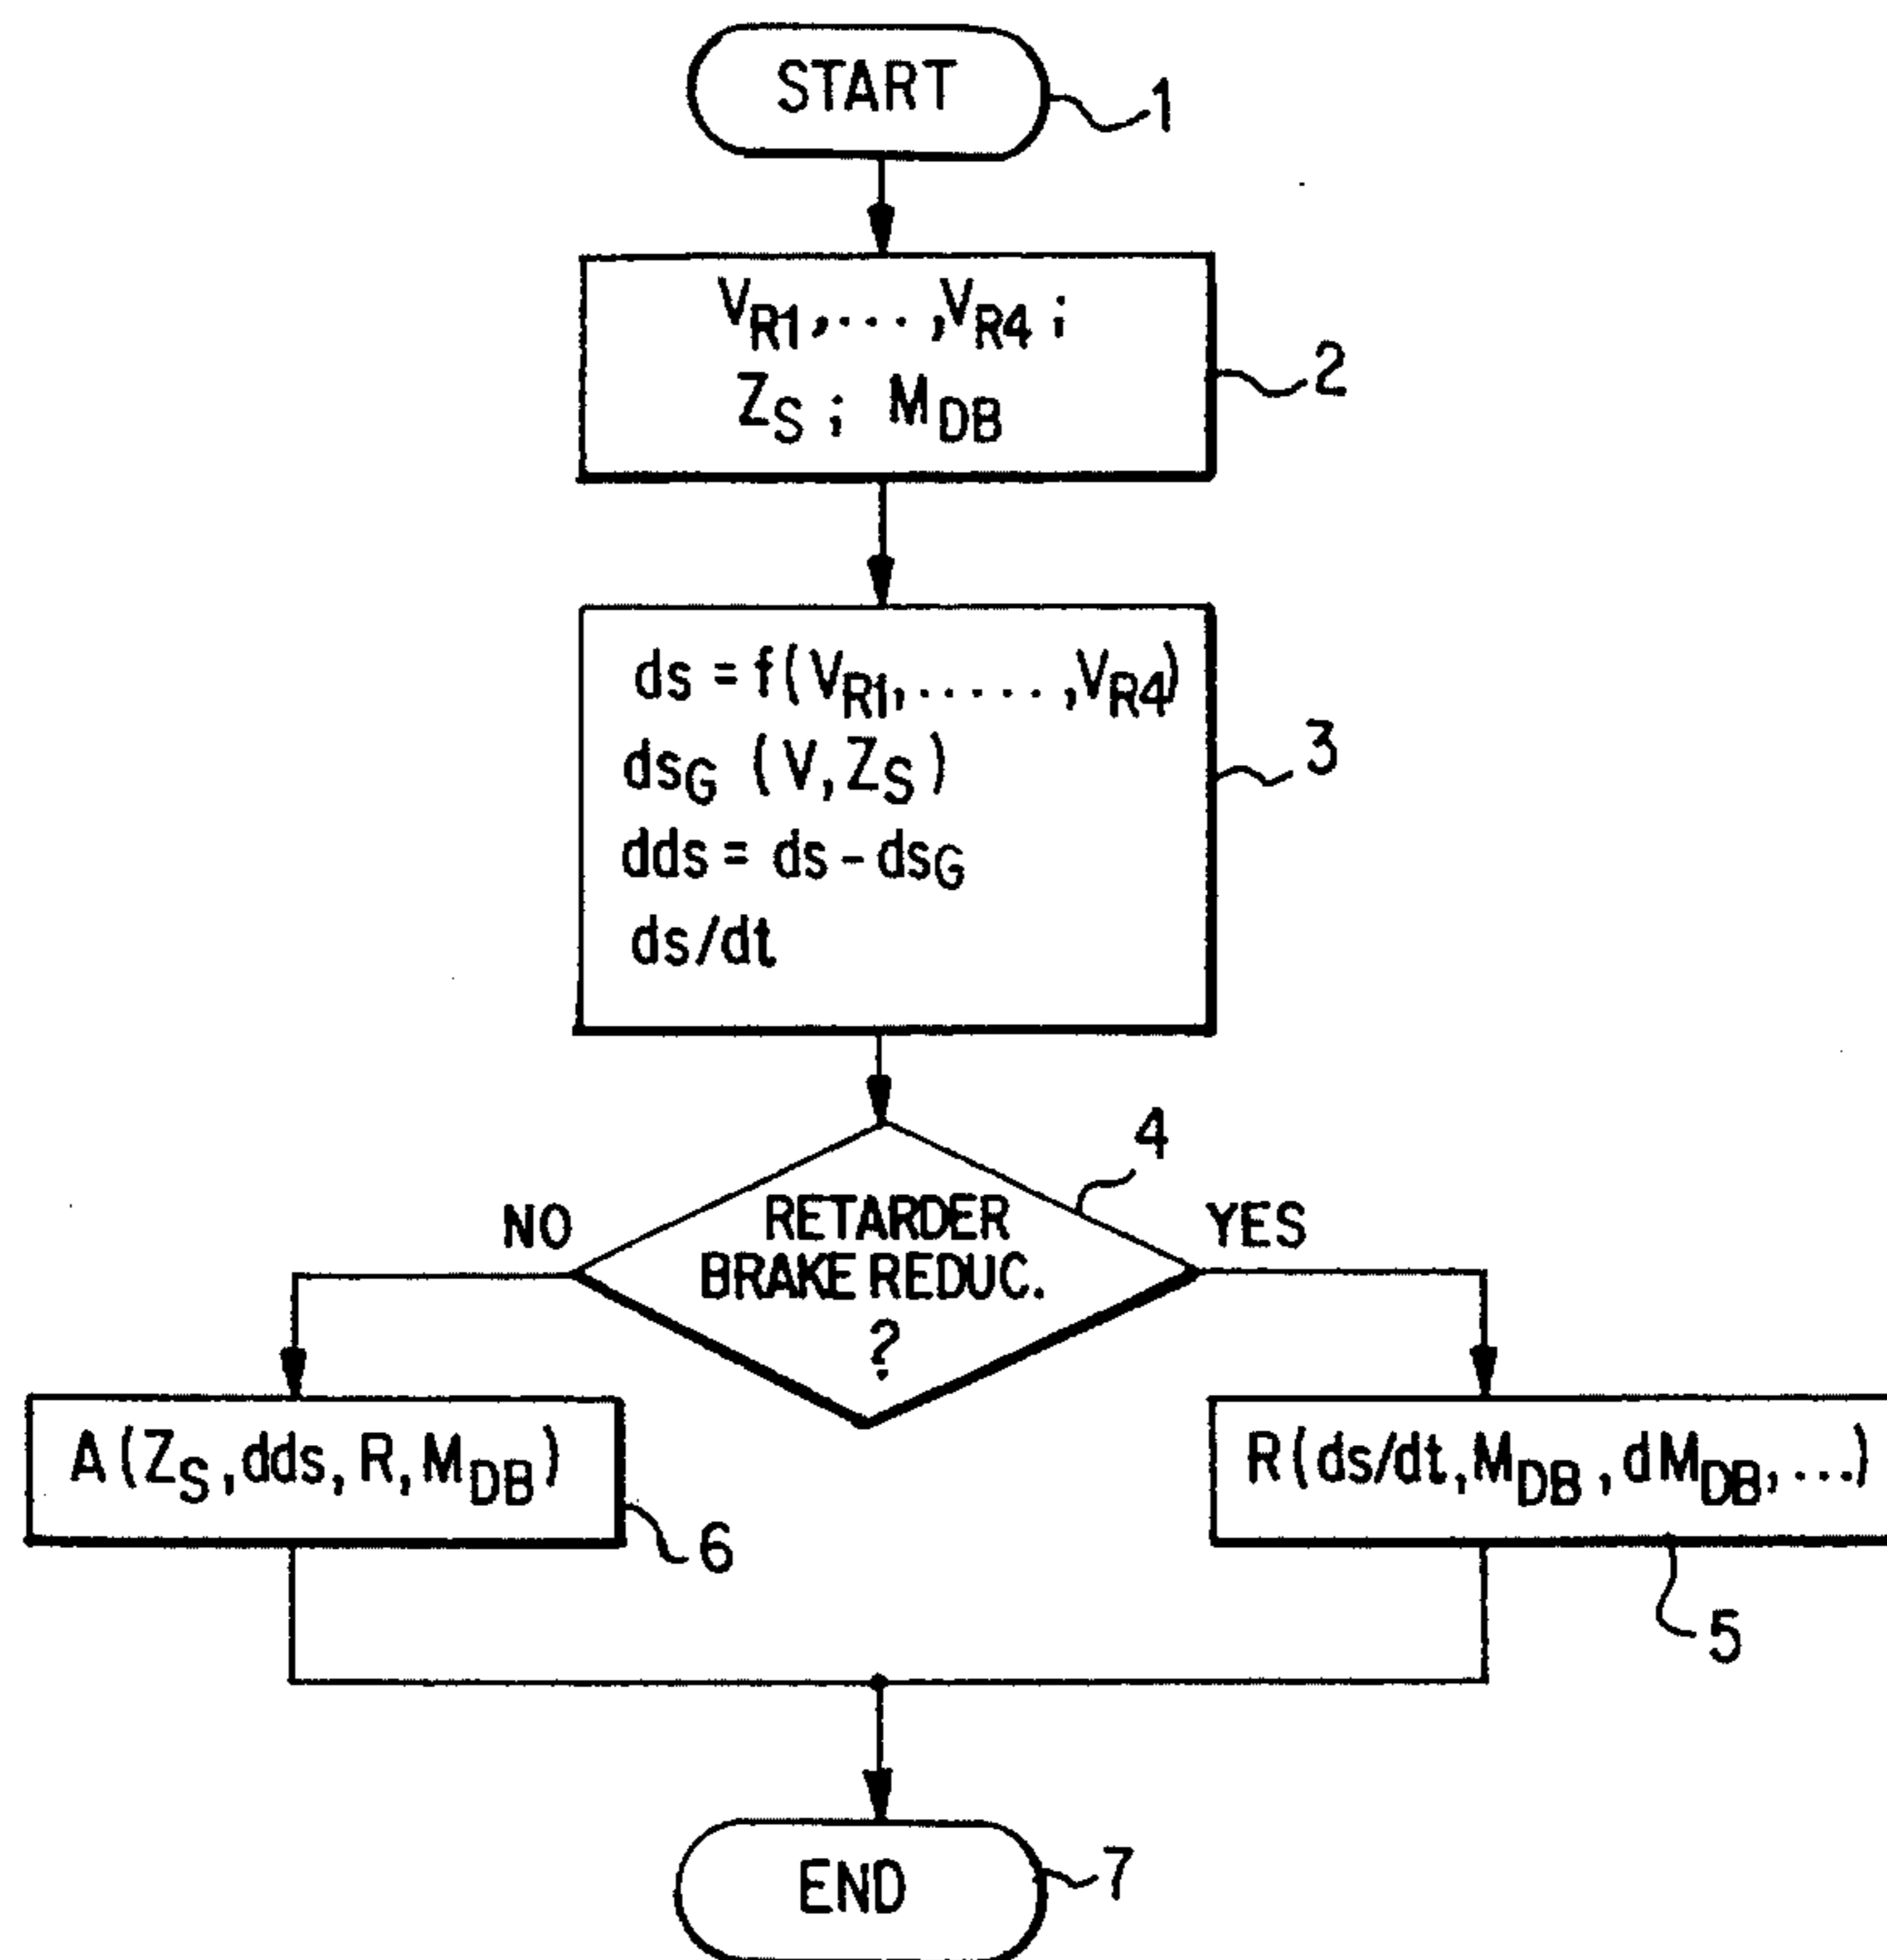 START
1
V_R1,...,V_R4;
Z_S; M_DB
2
ds = f(V_R1,......,V_R4)
ds_G (V,Z_S)
dds = ds - ds_G
ds/dt
3
4
NO
YES
RETARDER
BRAKE REDUC.
?
A(Z_S,dds,R,M_DB)
6
R(ds/dt,M_DB,dM_DB,...)
5
END
7